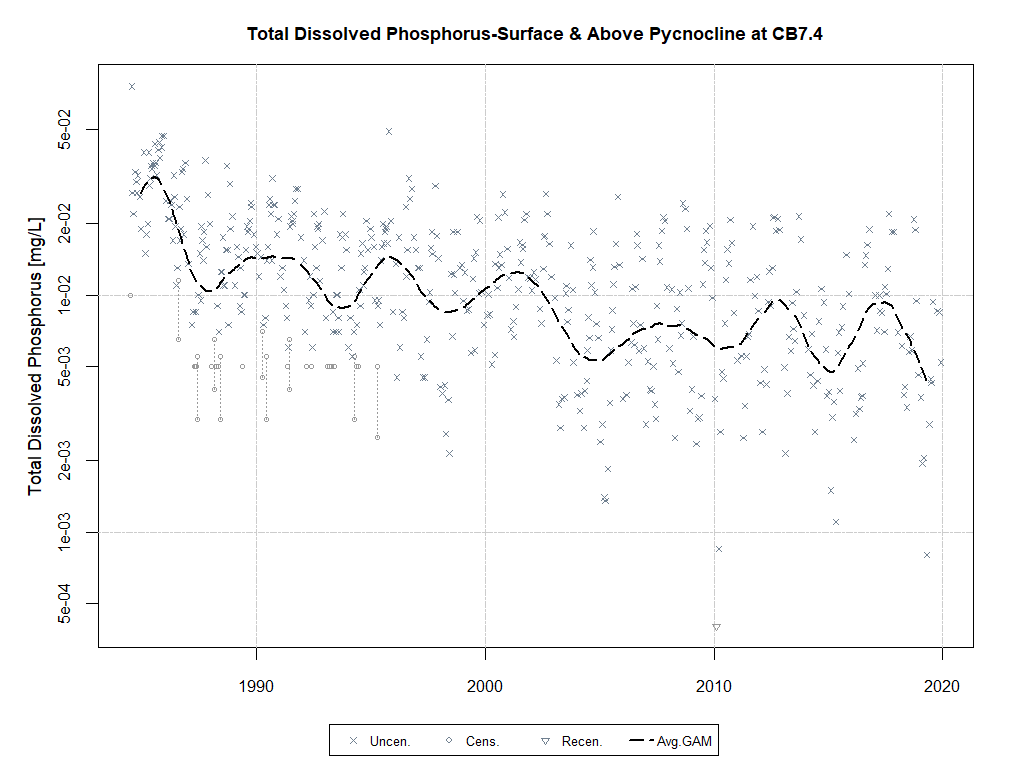 Total Dissolved Phosphorus-Surface & Above Pycnocline at CB7.4
Total Dissolved Phosphorus [mg/L]
5e-02
2e-02
1e-02
5e-03
2e-03
1e-03
5e-04
1990 2000 2010 2020
Uncen. Cens. Recen. Avg.GAM